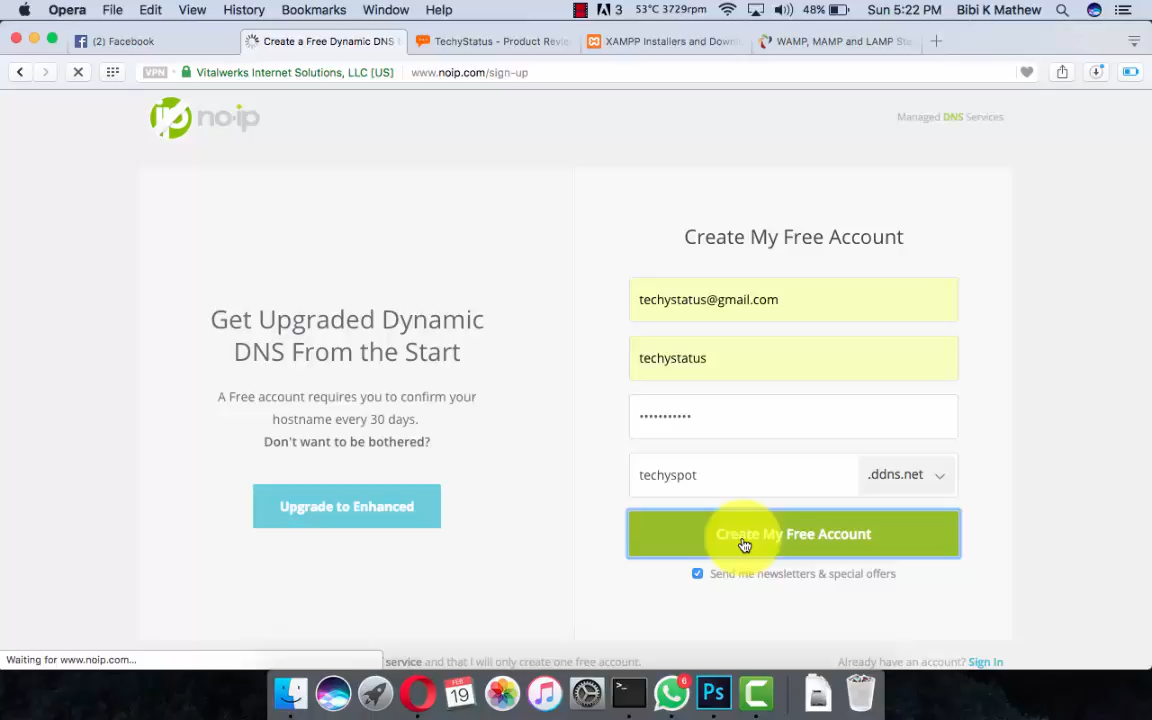 Opera File Edit View History Bookmarks Window Help 3 53°C 3729rpm 48% Sun 5:22 PM Bibi K Mathew
(2) Facebook Create a Free Dynamic DNS TechyStatus - Product Revie XAMPP Installers and Down WAMP, MAMP and LAMP Sta
VPN Vitalwerks Internet Solutions, LLC [US] www.noip.com/sign-up
no-ip
Managed DNS Services
Create My Free Account
techystatus@gmail.com
techystatus
•••••••••••
techyspot .ddns.net
Create My Free Account
Send me newsletters & special offers
Get Upgraded Dynamic
DNS From the Start
A Free account requires you to confirm your
hostname every 30 days.
Don't want to be bothered?
Upgrade to Enhanced
Waiting for www.noip.com...
service and that I will only create one free account.
Already have an account? Sign In
FEB
19
6
Ps